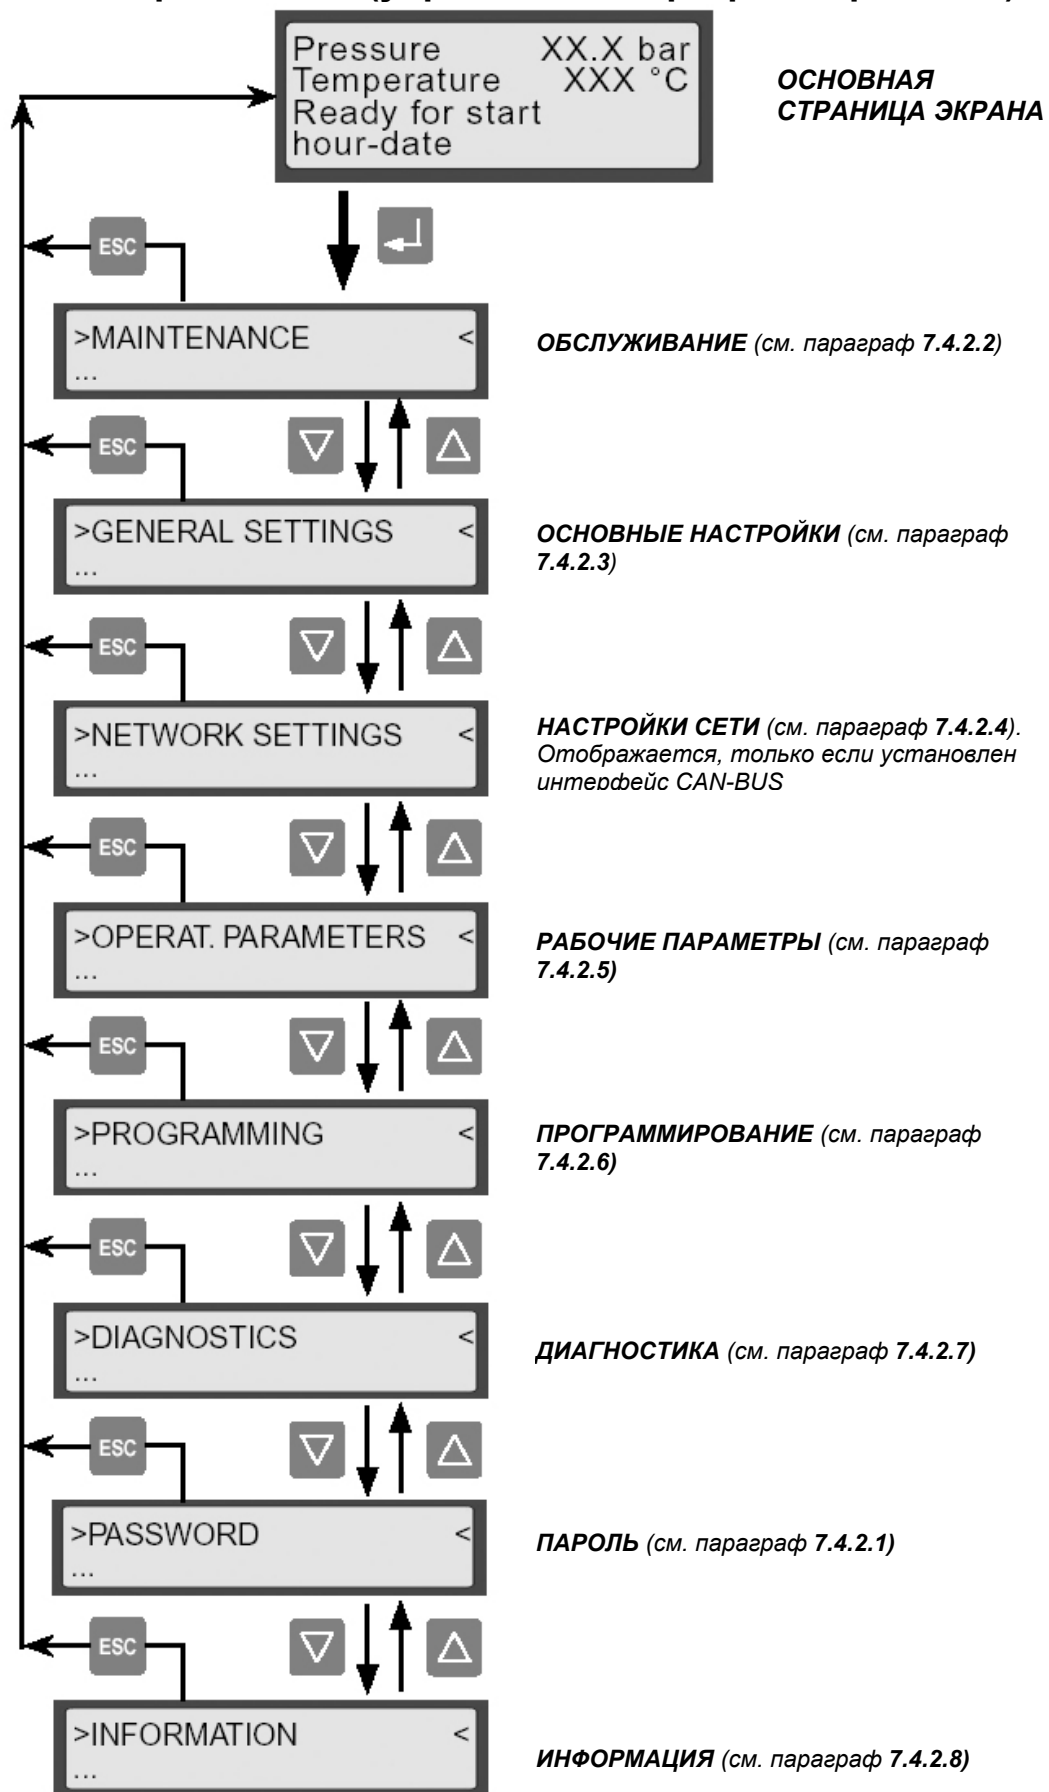 Pressure XX.X bar
Temperature XXX °C
Ready for start
hour-date
ОСНОВНАЯ
СТРАНИЦА ЭКРАНА
ESC
>MAINTENANCE <
...
ОБСЛУЖИВАНИЕ (см. параграф 7.4.2.2)
ESC
>GENERAL SETTINGS <
...
ОСНОВНЫЕ НАСТРОЙКИ (см. параграф
7.4.2.3)
ESC
>NETWORK SETTINGS <
...
НАСТРОЙКИ СЕТИ (см. параграф 7.4.2.4).
Отображается, только если установлен
интерфейс CAN-BUS
ESC
>OPERAT. PARAMETERS <
...
РАБОЧИЕ ПАРАМЕТРЫ (см. параграф
7.4.2.5)
ESC
>PROGRAMMING <
...
ПРОГРАММИРОВАНИЕ (см. параграф
7.4.2.6)
ESC
>DIAGNOSTICS <
...
ДИАГНОСТИКА (см. параграф 7.4.2.7)
ESC
>PASSWORD <
...
ПАРОЛЬ (см. параграф 7.4.2.1)
ESC
>INFORMATION <
...
ИНФОРМАЦИЯ (см. параграф 7.4.2.8)